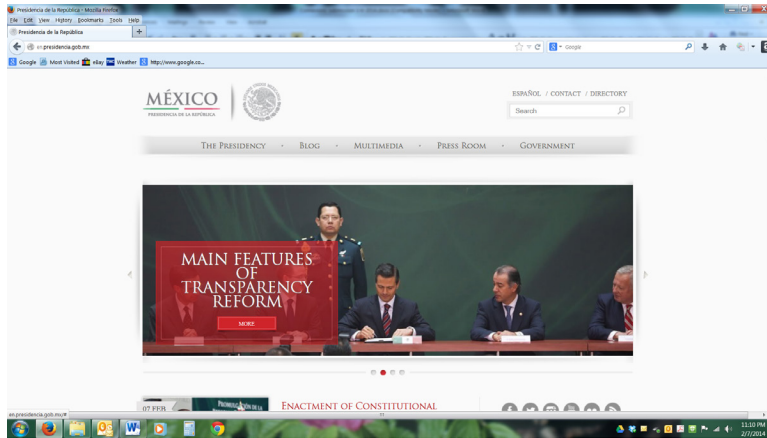 Presidencia de la República - Mozilla Firefox
File Edit View History Bookmarks Tools Help
Presidencia de la República
+
en.presidencia.gob.mx
Google
Google Most Visited eBay Weather http://www.google.co...
MÉXICO
PRESIDENCIA DE LA REPÚBLICA
ESPAÑOL / CONTACT / DIRECTORY
Search
THE PRESIDENCY · BLOG · MULTIMEDIA · PRESS ROOM · GOVERNMENT
MAIN FEATURES
OF
TRANSPARENCY
REFORM
MORE
07 FEB
ENACTMENT OF CONSTITUTIONAL
en.presidencia.gob.mx/#
11:10 PM
2/7/2014